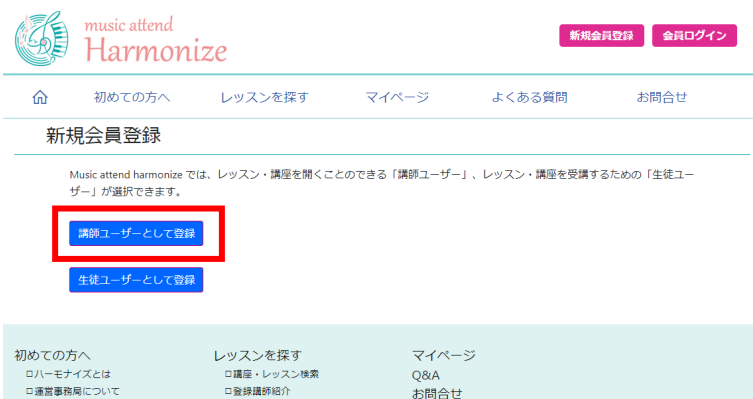 music attend
Harmonize
新規会員登録
会員ログイン
初めての方へ
レッスンを探す
マイページ
よくある質問
お問合せ
新規会員登録
Music attend harmonize では、レッスン・講座を開くことのできる「講師ユーザー」、レッスン・講座を受講するための「生徒ユー
ザー」が選択できます。
講師ユーザーとして登録
生徒ユーザーとして登録
初めての方へ
ロハーモナイズとは
ロ運営事務局について
レッスンを探す
ロ講座・レッスン検索
ロ登録講師紹介
マイページ
Q&A
お問合せ